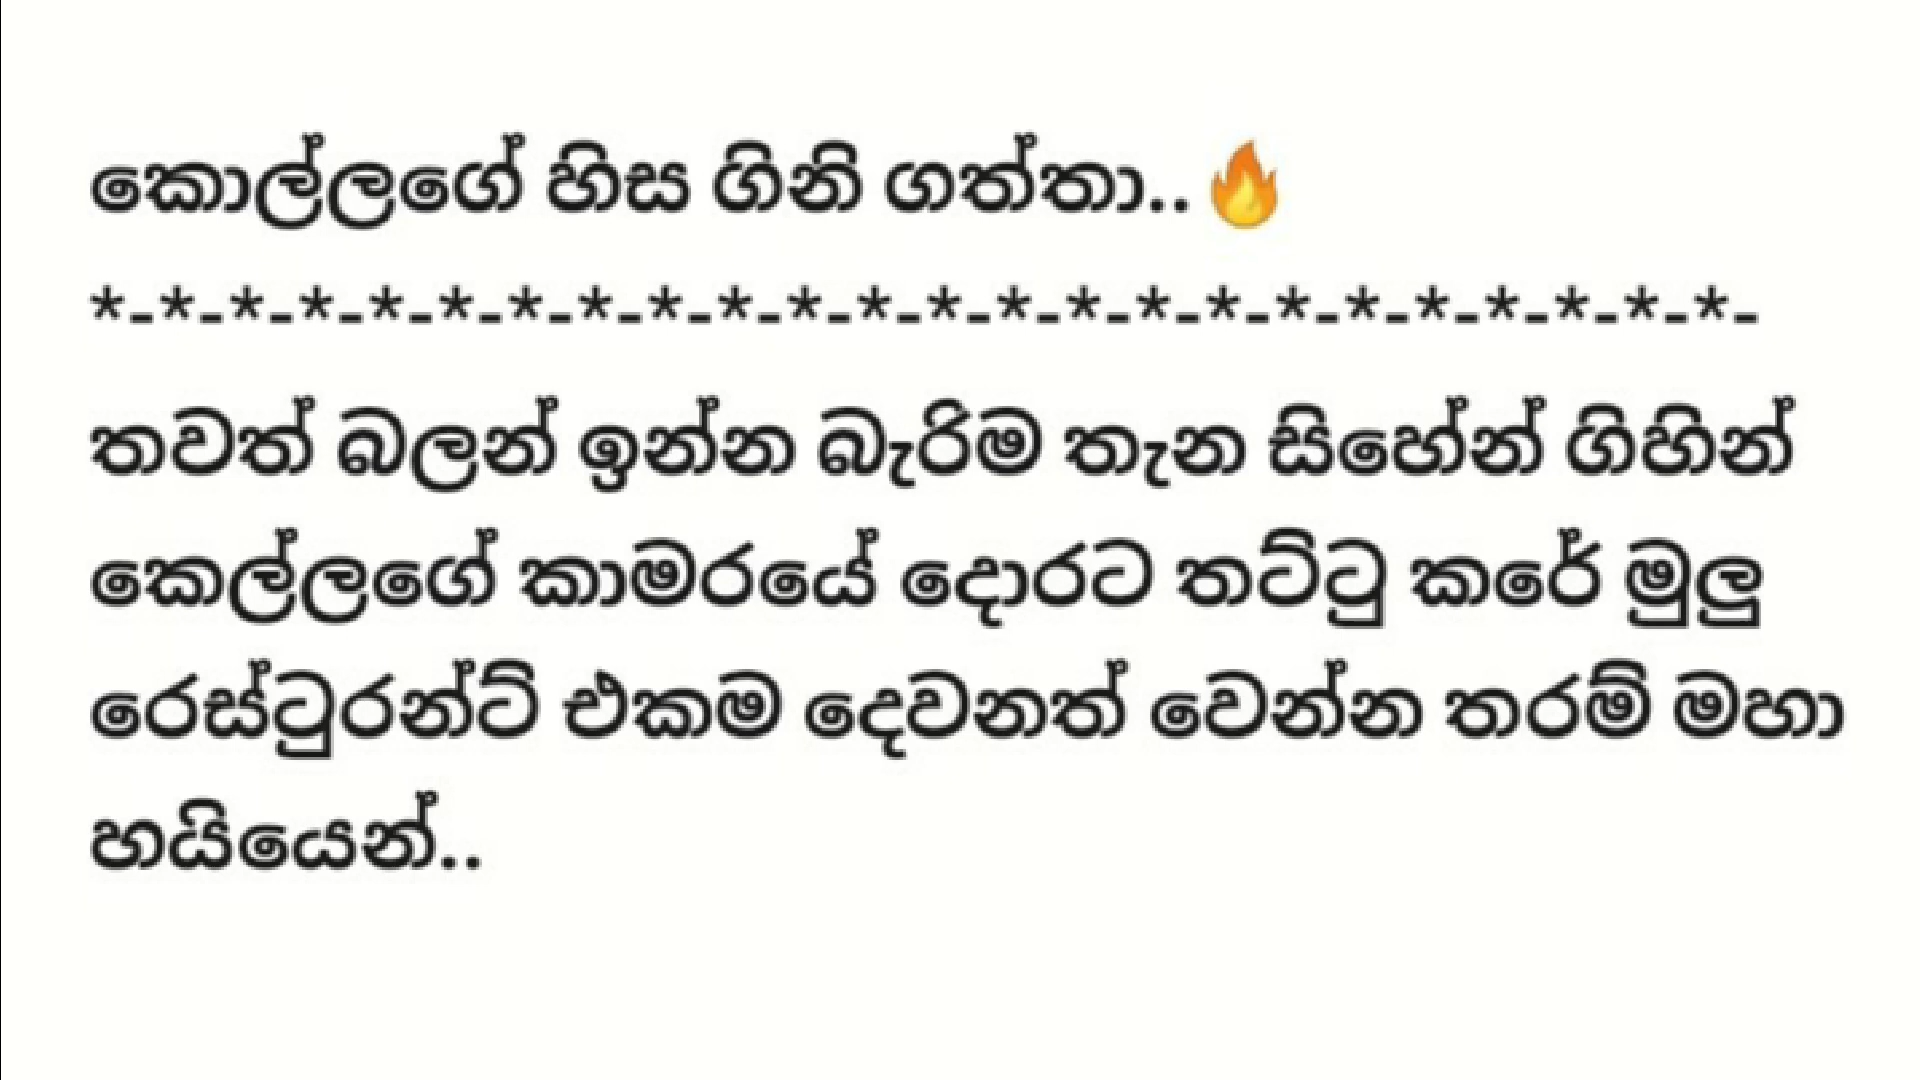 කොල්ලගේ හිස ගිනි ගත්තා..🔥
*-*-*-*-*-*-*-*-*-*-*-*-*-*-*-*-*-*-*-*-*-*-*-*-
තවත් බලන් ඉන්න බැරිම තැන සිහේන් ගිහින්
කෙල්ලගේ කාමරයේ දොරට තට්ටු කරේ මුලු
රෙස්ටුරන්ට් එකම දෙවනත් වෙන්න තරම් මහා
හයියෙන්..